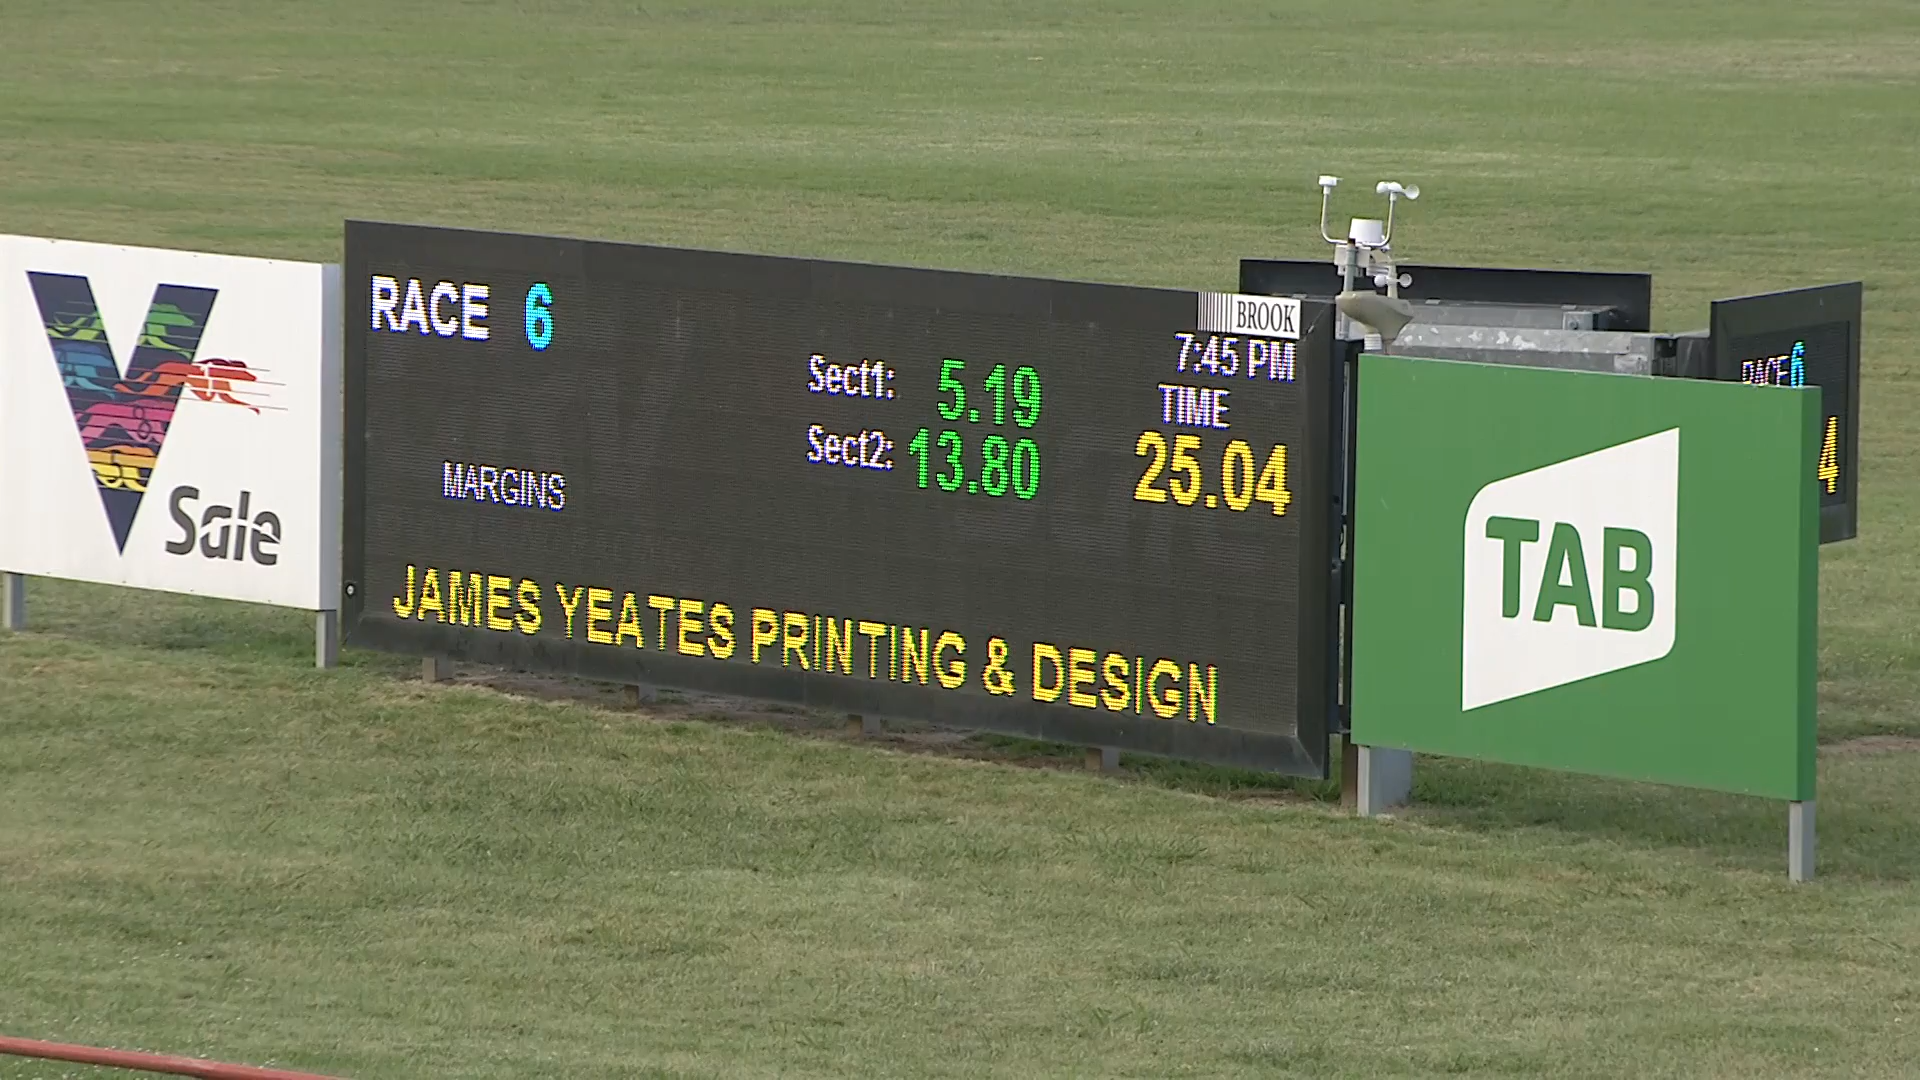 V
Sale
RACE 6
BROOK
7:45 PM
Sect1: 5.19
TIME
Sect2: 13.80
25.04
MARGINS
JAMES YEATES PRINTING & DESIGN
TAB
RACE 6
4